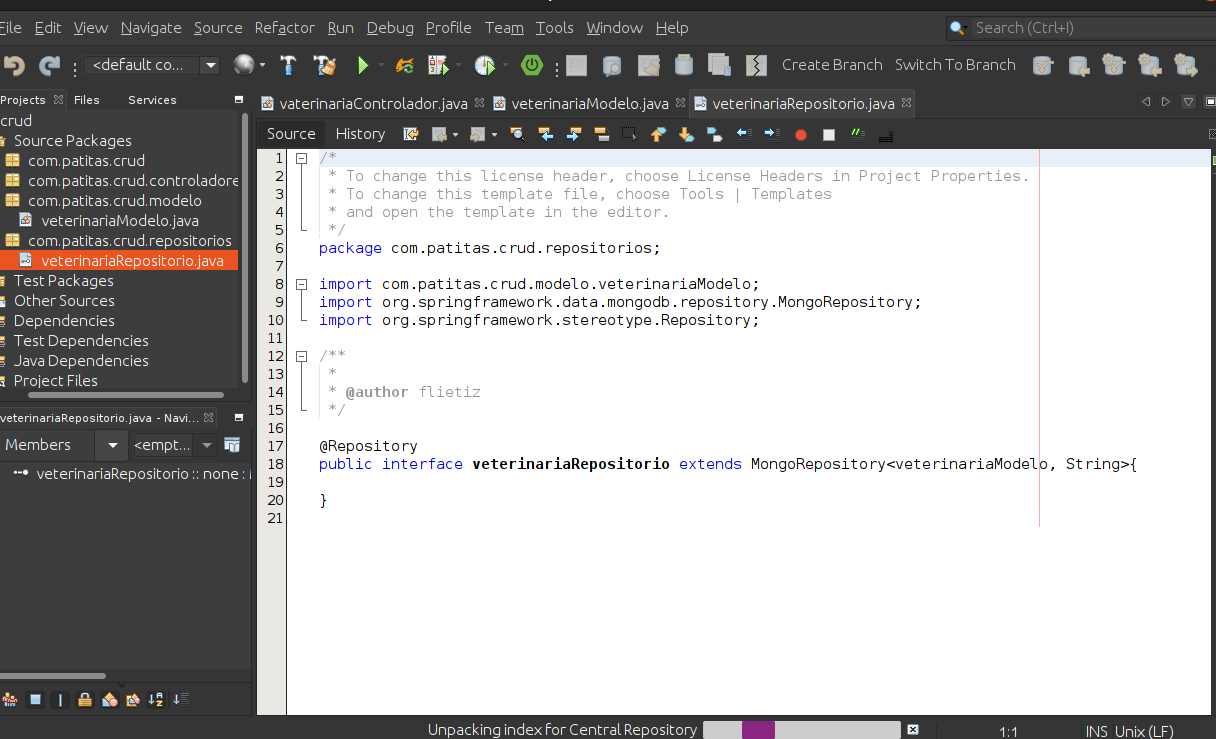 File Edit View Navigate Source Refactor Run Debug Profile Team Tools Window Help
Search (Ctrl+I)
<default co...
Create Branch Switch To Branch
Projects Files Services
vaterinariaControlador.java veterinariaModelo.java veterinariaRepositorio.java
crud
Source Packages
com.patitas.crud
com.patitas.crud.controladore
com.patitas.crud.modelo
veterinariaModelo.java
com.patitas.crud.repositorios
veterinariaRepositorio.java
Test Packages
Other Sources
Dependencies
Test Dependencies
Java Dependencies
Project Files
veterinariaRepositorio.java - Navi...
Members <empt...
veterinariaRepositorio :: none :
Source History
1 /*
2 * To change this license header, choose License Headers in Project Properties.
3 * To change this template file, choose Tools | Templates
4 * and open the template in the editor.
5 */
6 package com.patitas.crud.repositorios;
7
8 import com.patitas.crud.modelo.veterinariaModelo;
9 import org.springframework.data.mongodb.repository.MongoRepository;
10 import org.springframework.stereotype.Repository;
11
12 /**
13 *
14 * @author flietiz
15 */
16
17 @Repository
18 public interface veterinariaRepositorio extends MongoRepository<veterinariaModelo, String>{
19
20 }
21
Unpacking index for Central Repository
1:1
INS Unix (LF)